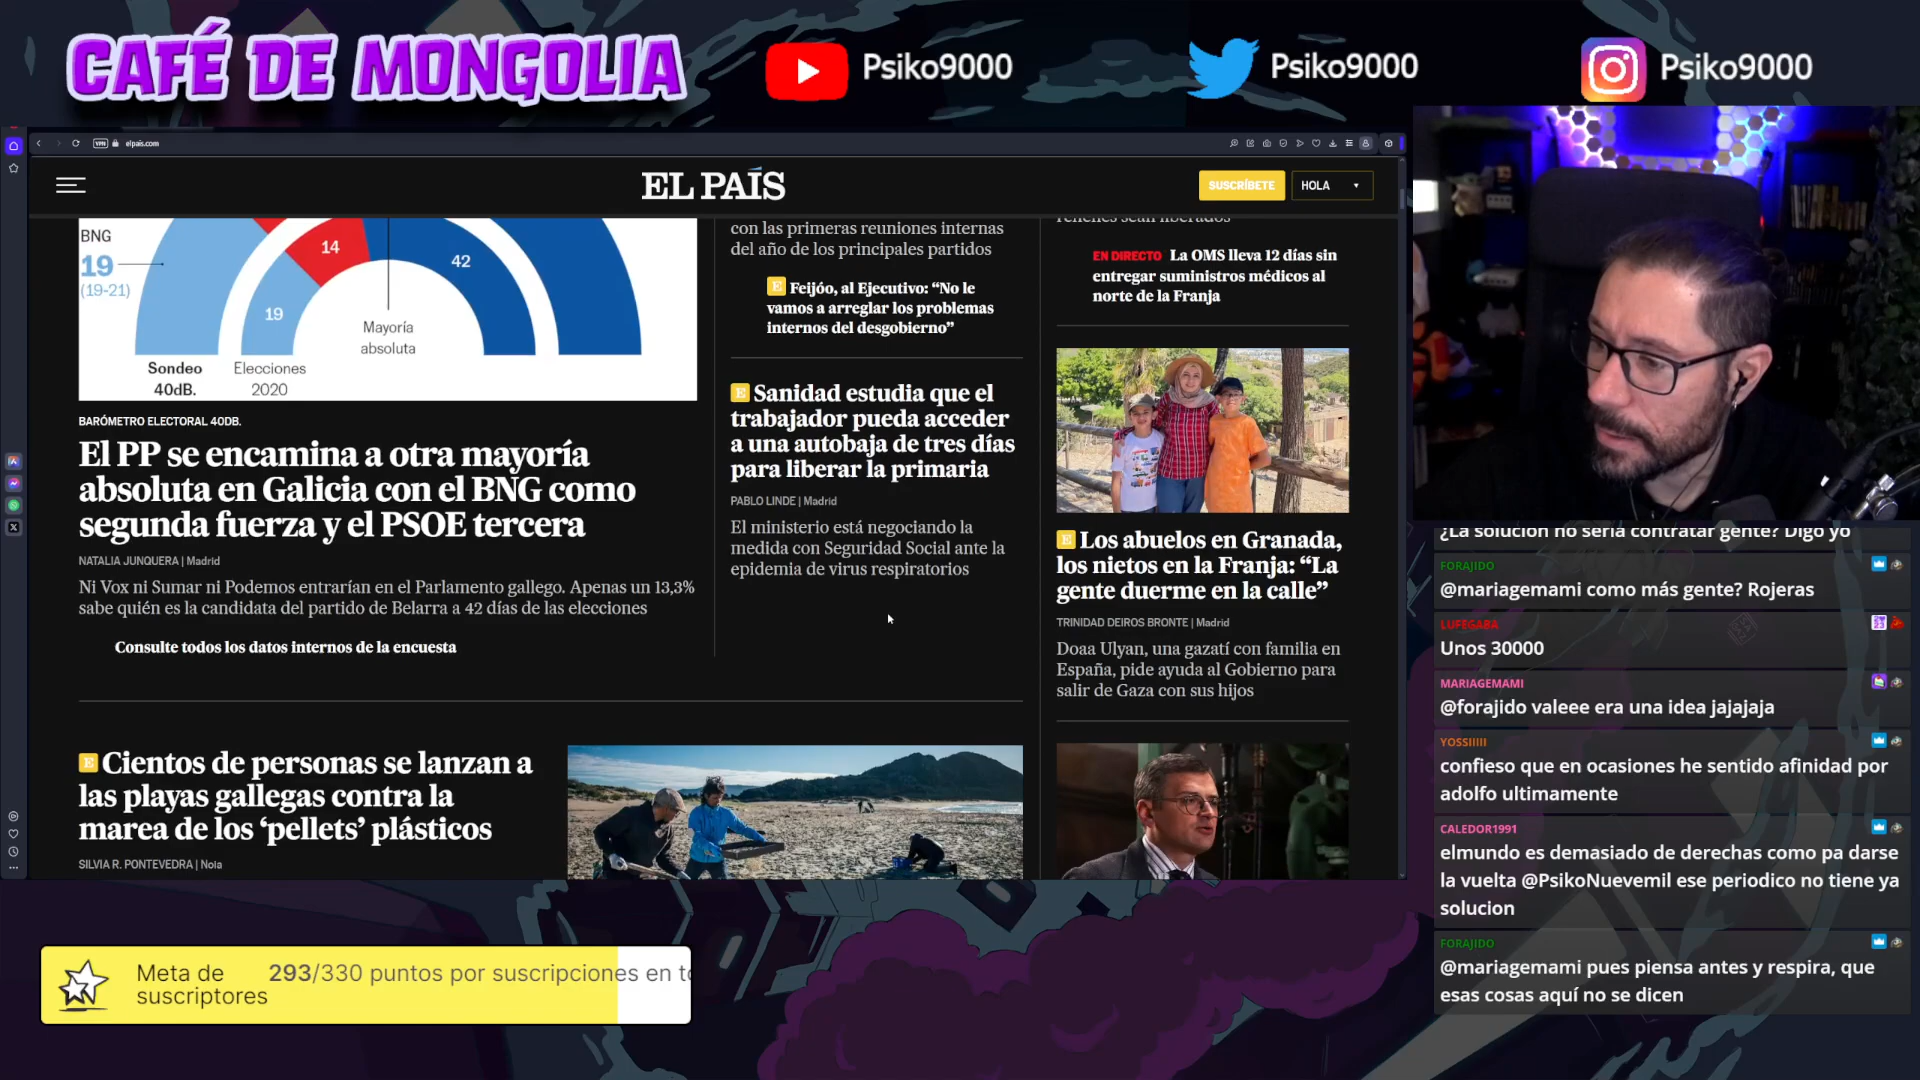 CAFÉ DE MONGOLIA
Psiko9000
Psiko9000
Psiko9000
VPN
elpais.com
EL PAÍS
SUSCRÍBETE
HOLA
BNG
19
(19-21)
14
42
19
Mayoría
absoluta
Sondeo
40dB.
Elecciones
2020
BARÓMETRO ELECTORAL 40DB.
El PP se encamina a otra mayoría
absoluta en Galicia con el BNG como
segunda fuerza y el PSOE tercera
NATALIA JUNQUERA | Madrid
Ni Vox ni Sumar ni Podemos entrarían en el Parlamento gallego. Apenas un 13,3%
sabe quién es la candidata del partido de Belarra a 42 días de las elecciones
Consulte todos los datos internos de la encuesta
con las primeras reuniones internas
del año de los principales partidos
E Feijóo, al Ejecutivo: “No le
vamos a arreglar los problemas
internos del desgobierno”
E Sanidad estudia que el
trabajador pueda acceder
a una autobaja de tres días
para liberar la primaria
PABLO LINDE | Madrid
El ministerio está negociando la
medida con Seguridad Social ante la
epidemia de virus respiratorios
rehenes sean liberados
EN DIRECTO La OMS lleva 12 días sin
entregar suministros médicos al
norte de la Franja
E Los abuelos en Granada,
los nietos en la Franja: “La
gente duerme en la calle”
TRINIDAD DEIROS BRONTE | Madrid
Doaa Ulyan, una gazatí con familia en
España, pide ayuda al Gobierno para
salir de Gaza con sus hijos
E Cientos de personas se lanzan a
las playas gallegas contra la
marea de los ‘pellets’ plásticos
SILVIA R. PONTEVEDRA | Noia
¿La solución no sería contratar gente? Digo yo
FORAJIDO
@mariagemami como más gente? Rojeras
LUFEGABA
Unos 30000
MARIAGEMAMI
@forajido valeee era una idea jajajaja
YOSSIIIII
confieso que en ocasiones he sentido afinidad por
adolfo ultimamente
CALEDOR1991
elmundo es demasiado de derechas como pa darse
la vuelta @PsikoNuevemil ese periodico no tiene ya
solucion
FORAJIDO
@mariagemami pues piensa antes y respira, que
esas cosas aquí no se dicen
Meta de
suscriptores
293/330 puntos por suscripciones en to